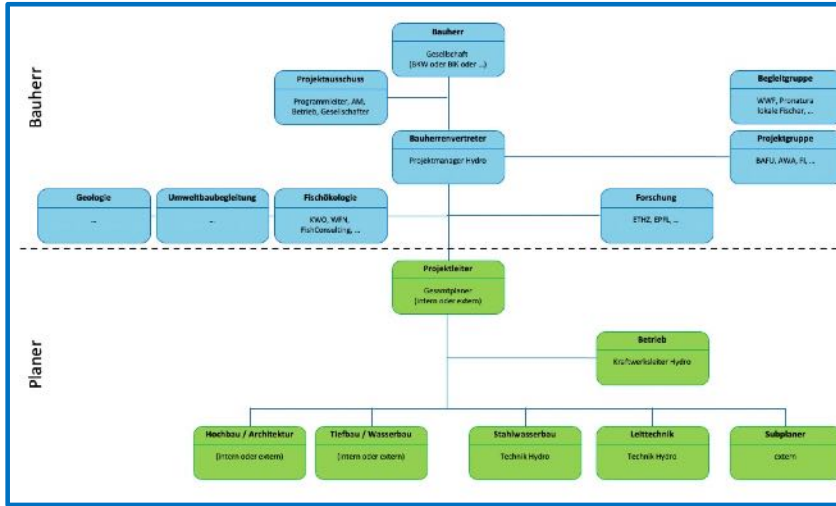 Bauherr
Bauherr
Gesellschaft
(BKW oder BIK oder ...)
Projektausschuss
Programmleiter, AM,
Betrieb, Gesellschafter
Begleitgruppe
WWF, Pronatura
lokale Fischer, ...
Bauherrenvertreter
Projektmanager Hydro
Projektgruppe
BAFU, AWA, FI, ...
Geologie
...
Umweltbaubegleitung
...
Fischökologie
KWO, WFN,
FishConsulting, ...
Forschung
ETHZ, EPFL, ...
Planer
Projektleiter
Gesamtplaner
(intern oder extern)
Betrieb
Kraftwerksleiter Hydro
Hochbau / Architektur
(intern oder extern)
Tiefbau / Wasserbau
(intern oder extern)
Stahlwasserbau
Technik Hydro
Leittechnik
Technik Hydro
Subplaner
extern